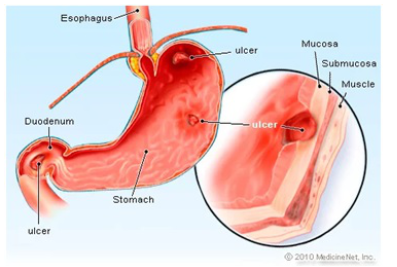 Esophagus
ulcer
Mucosa
Submucosa
Muscle
Duodenum
ulcer
Stomach
ulcer
© 2010 MedicineNet, Inc.